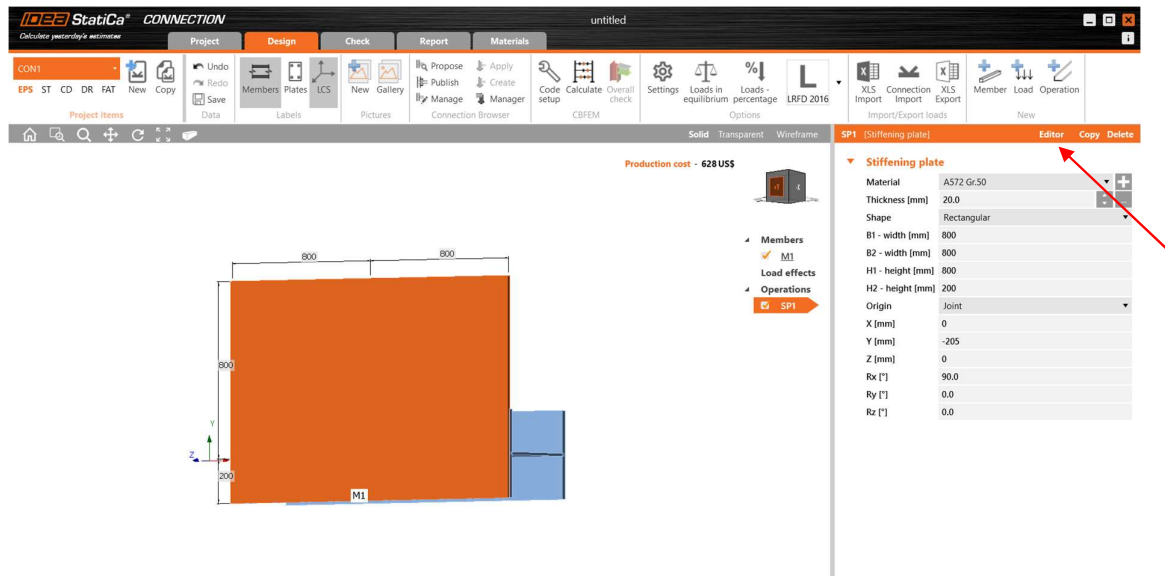 IDEA StatiCa® CONNECTION
untitled
Calculate yesterday's estimates
Project Design Check Report Materials
CON1
EPS ST CD DR FAT
New Copy
Project items
Undo
Redo
Save
Data
Members Plates LCS
Labels
New Gallery
Pictures
Propose Apply
Publish Create
Manage Manager
Connection Browser
Code setup Calculate Overall check
CBFEM
Settings Loads in equilibrium Loads - percentage LRFD 2016
Options
XLS Import Connection Import XLS Export
Import/Export loads
Member Load Operation
New
Solid Transparent Wireframe
SP1 [Stiffening plate] Editor Copy Delete
Production cost - 628 US$
Members
M1
Load effects
Operations
SP1
800 800
800
200
Y
Z
M1
Stiffening plate
Material A572 Gr.50
Thickness [mm] 20.0
Shape Rectangular
B1 - width [mm] 800
B2 - width [mm] 800
H1 - height [mm] 800
H2 - height [mm] 200
Origin Joint
X [mm] 0
Y [mm] -205
Z [mm] 0
Rx [°] 90.0
Ry [°] 0.0
Rz [°] 0.0